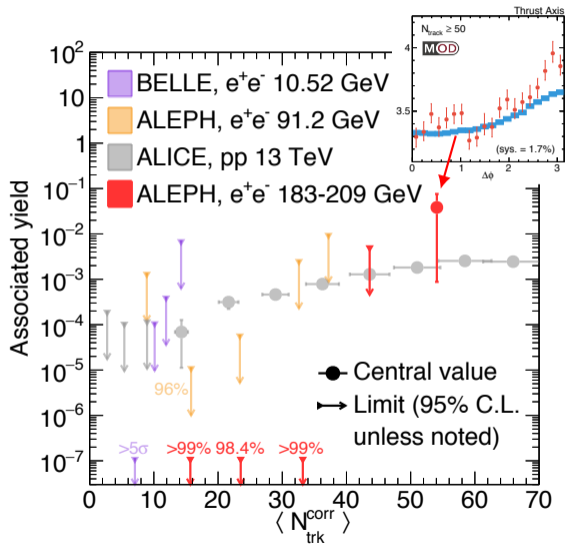 Thrust Axis
N_track ≥ 50
MOD
4
3.5
(sys. = 1.7%)
0 1 2 3
Δϕ
10^2
10
1
10^-1
10^-2
10^-3
10^-4
10^-5
10^-6
10^-7
Associated yield
BELLE, e+e- 10.52 GeV
ALEPH, e+e- 91.2 GeV
ALICE, pp 13 TeV
ALEPH, e+e- 183-209 GeV
96%
Central value
Limit (95% C.L.
unless noted)
>5σ >99% 98.4% >99%
0 10 20 30 40 50 60 70
⟨ N_trk^corr ⟩